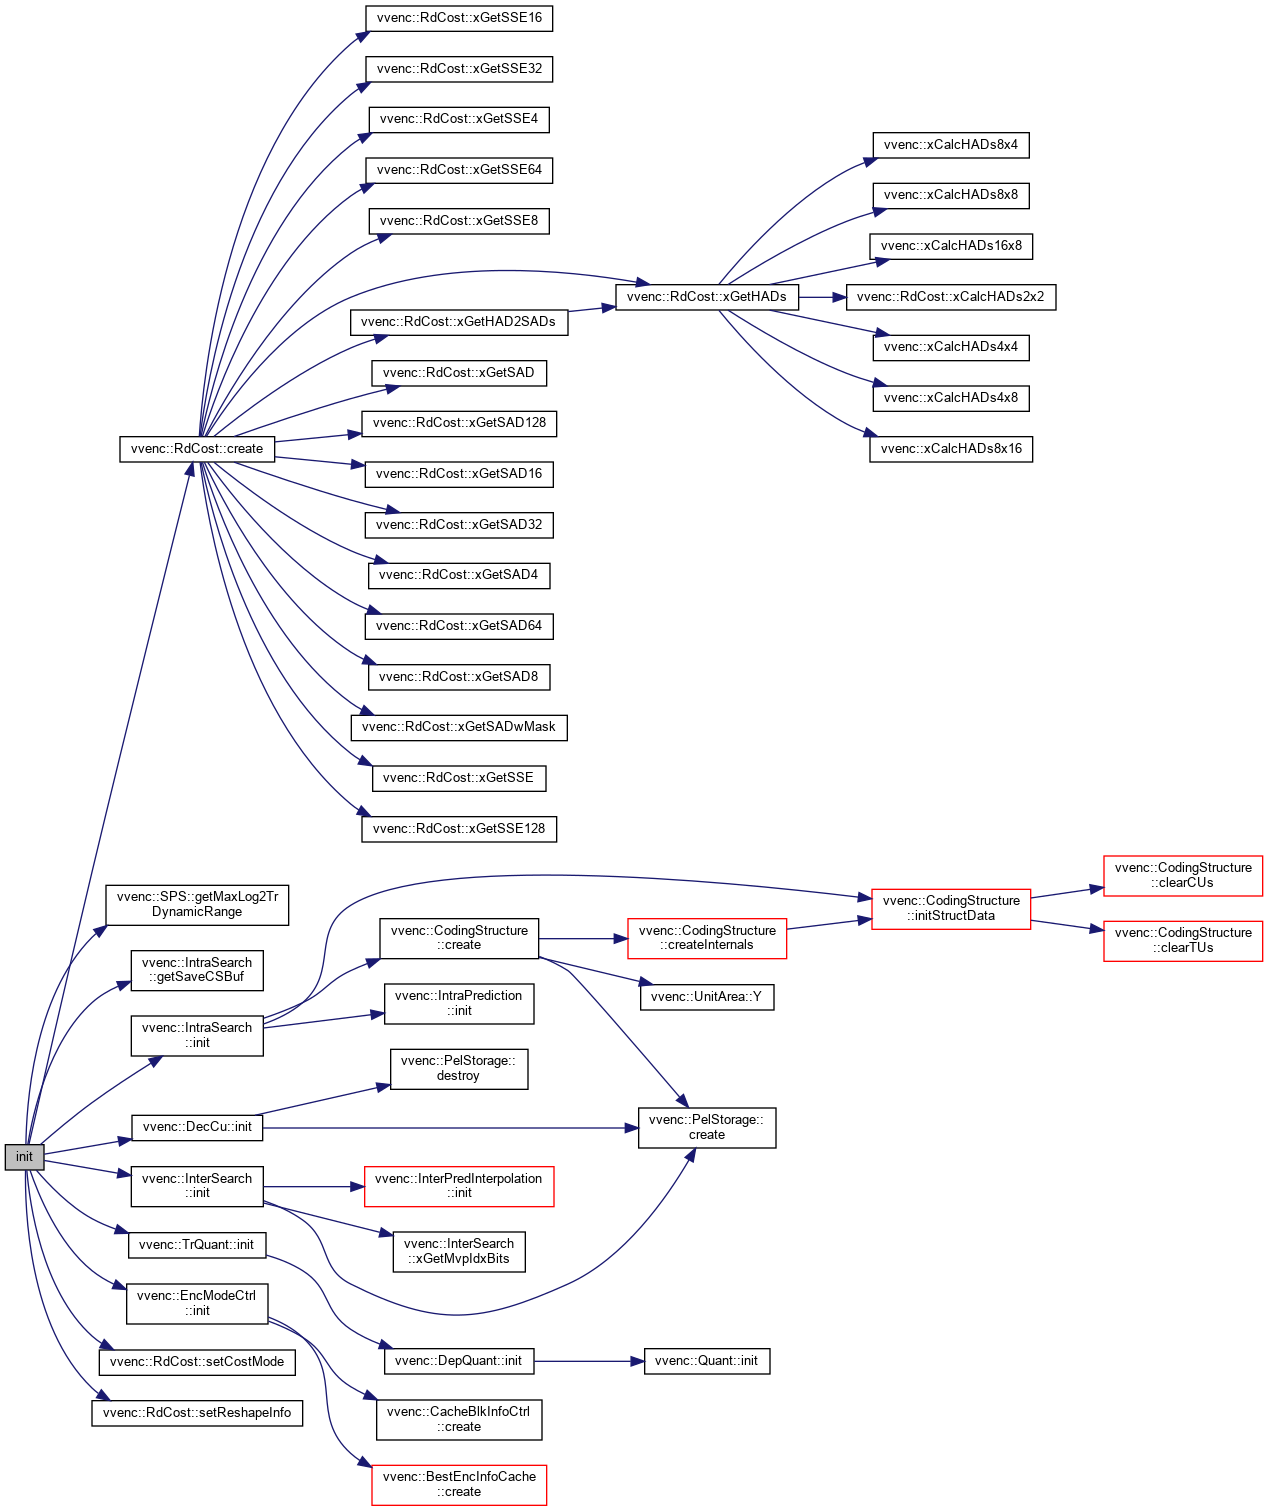 vvenc::RdCost::xGetSSE16
vvenc::RdCost::xGetSSE32
vvenc::RdCost::xGetSSE4
vvenc::RdCost::xGetSSE64
vvenc::RdCost::xGetSSE8
vvenc::RdCost::xGetHAD2SADs
vvenc::RdCost::xGetSAD
vvenc::RdCost::xGetSAD128
vvenc::RdCost::xGetSAD16
vvenc::RdCost::xGetSAD32
vvenc::RdCost::xGetSAD4
vvenc::RdCost::xGetSAD64
vvenc::RdCost::xGetSAD8
vvenc::RdCost::xGetSADwMask
vvenc::RdCost::xGetSSE
vvenc::RdCost::xGetSSE128
vvenc::RdCost::xGetHADs
vvenc::xCalcHADs8x4
vvenc::xCalcHADs8x8
vvenc::xCalcHADs16x8
vvenc::RdCost::xCalcHADs2x2
vvenc::xCalcHADs4x4
vvenc::xCalcHADs4x8
vvenc::xCalcHADs8x16
vvenc::RdCost::create
vvenc::SPS::getMaxLog2Tr
DynamicRange
vvenc::IntraSearch
::getSaveCSBuf
vvenc::IntraSearch
::init
vvenc::DecCu::init
init
vvenc::InterSearch
::init
vvenc::TrQuant::init
vvenc::EncModeCtrl
::init
vvenc::RdCost::setCostMode
vvenc::RdCost::setReshapeInfo
vvenc::CodingStructure
::create
vvenc::IntraPrediction
::init
vvenc::PelStorage::
destroy
vvenc::InterPredInterpolation
::init
vvenc::InterSearch
::xGetMvpIdxBits
vvenc::DepQuant::init
vvenc::CacheBlkInfoCtrl
::create
vvenc::BestEncInfoCache
::create
vvenc::CodingStructure
::createInternals
vvenc::UnitArea::Y
vvenc::PelStorage::
create
vvenc::Quant::init
vvenc::CodingStructure
::initStructData
vvenc::CodingStructure
::clearCUs
vvenc::CodingStructure
::clearTUs